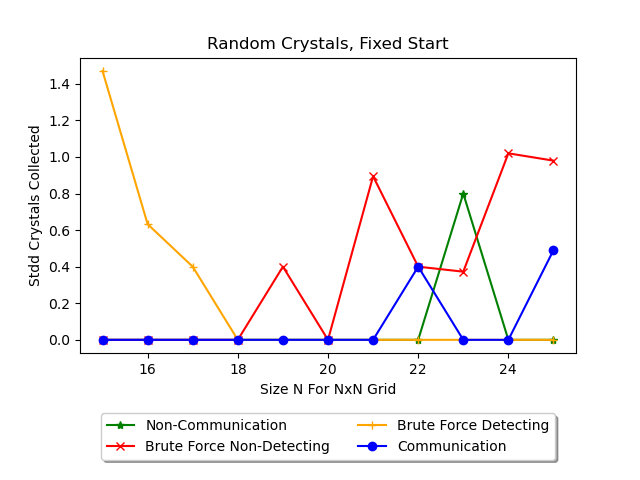 Random Crystals, Fixed Start
Stdd Crystals Collected
1.4
1.2
1.0
0.8
0.6
0.4
0.2
0.0
16 18 20 22 24
Size N For NxN Grid
Non-Communication
Brute Force Non-Detecting
Brute Force Detecting
Communication